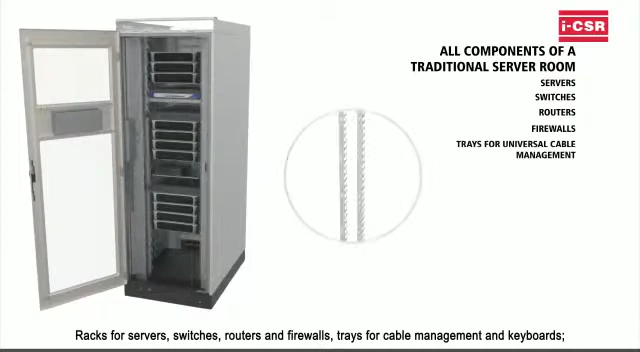 i-CSR
ALL COMPONENTS OF A
TRADITIONAL SERVER ROOM
SERVERS
SWITCHES
ROUTERS
FIREWALLS
TRAYS FOR UNIVERSAL CABLE
MANAGEMENT
Racks for servers, switches, routers and firewalls, trays for cable management and keyboards;